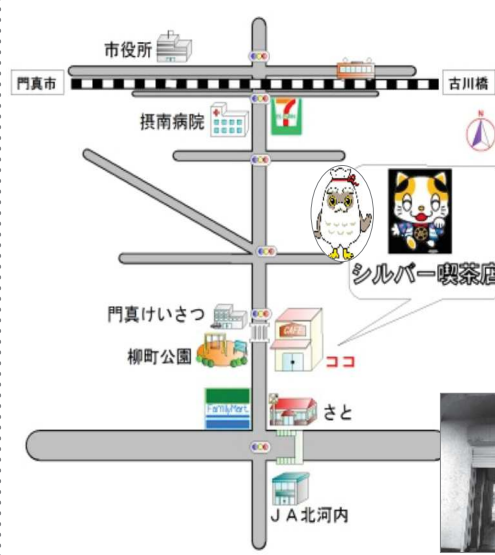 市役所
門真市
古川橋
摂南病院
7
N
シルバー喫茶店
門真けいさつ
CAFE
柳町公園
ココ
FamilyMart
さと
JA北河内